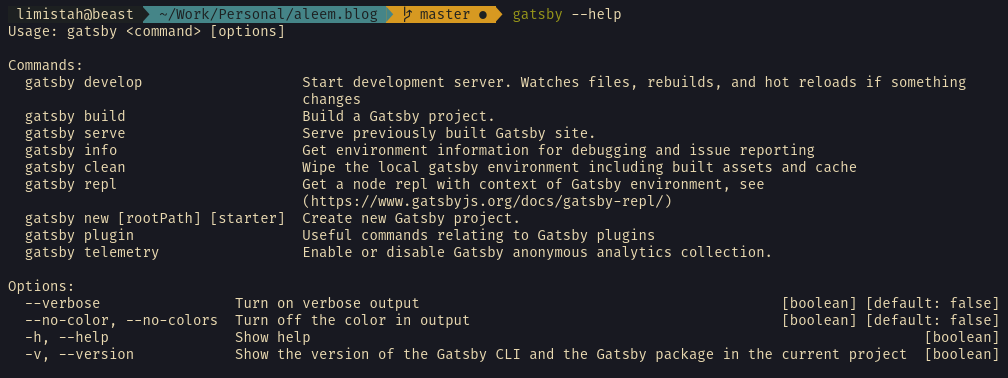 limistah@beast ~/Work/Personal/aleem.blog master ● gatsby --help
Usage: gatsby <command> [options]

Commands:
  gatsby develop                   Start development server. Watches files, rebuilds, and hot reloads if something
                                   changes
  gatsby build                     Build a Gatsby project.
  gatsby serve                     Serve previously built Gatsby site.
  gatsby info                      Get environment information for debugging and issue reporting
  gatsby clean                     Wipe the local gatsby environment including built assets and cache
  gatsby repl                      Get a node repl with context of Gatsby environment, see
                                   (https://www.gatsbyjs.org/docs/gatsby-repl/)
  gatsby new [rootPath] [starter]  Create new Gatsby project.
  gatsby plugin                    Useful commands relating to Gatsby plugins
  gatsby telemetry                 Enable or disable Gatsby anonymous analytics collection.

Options:
  --verbose                Turn on verbose output                                           [boolean] [default: false]
  --no-color, --no-colors  Turn off the color in output                                     [boolean] [default: false]
  -h, --help               Show help                                                                         [boolean]
  -v, --version            Show the version of the Gatsby CLI and the Gatsby package in the current project  [boolean]